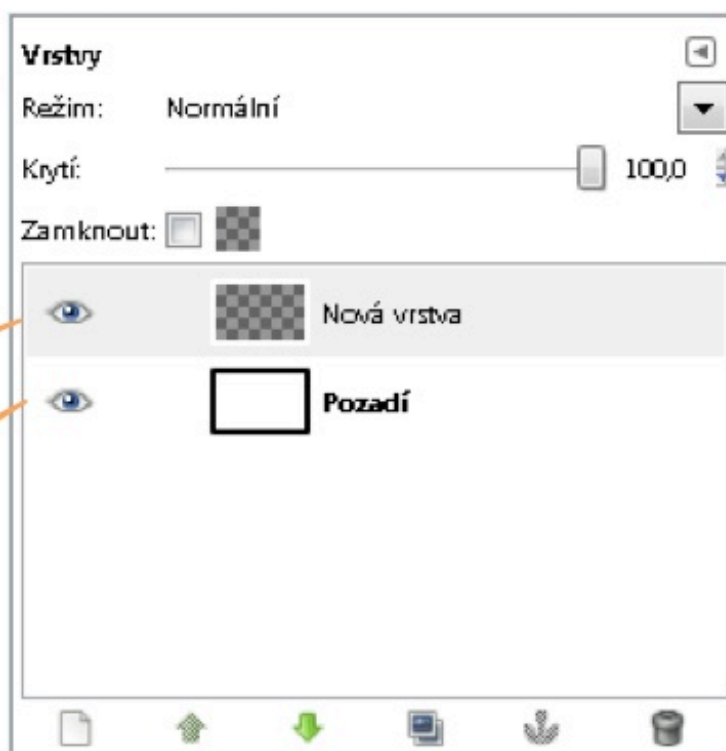 Vrstvy
Režim: Normální
Krytí: 100,0
Zamknout:
Nová vrstva
Pozadí